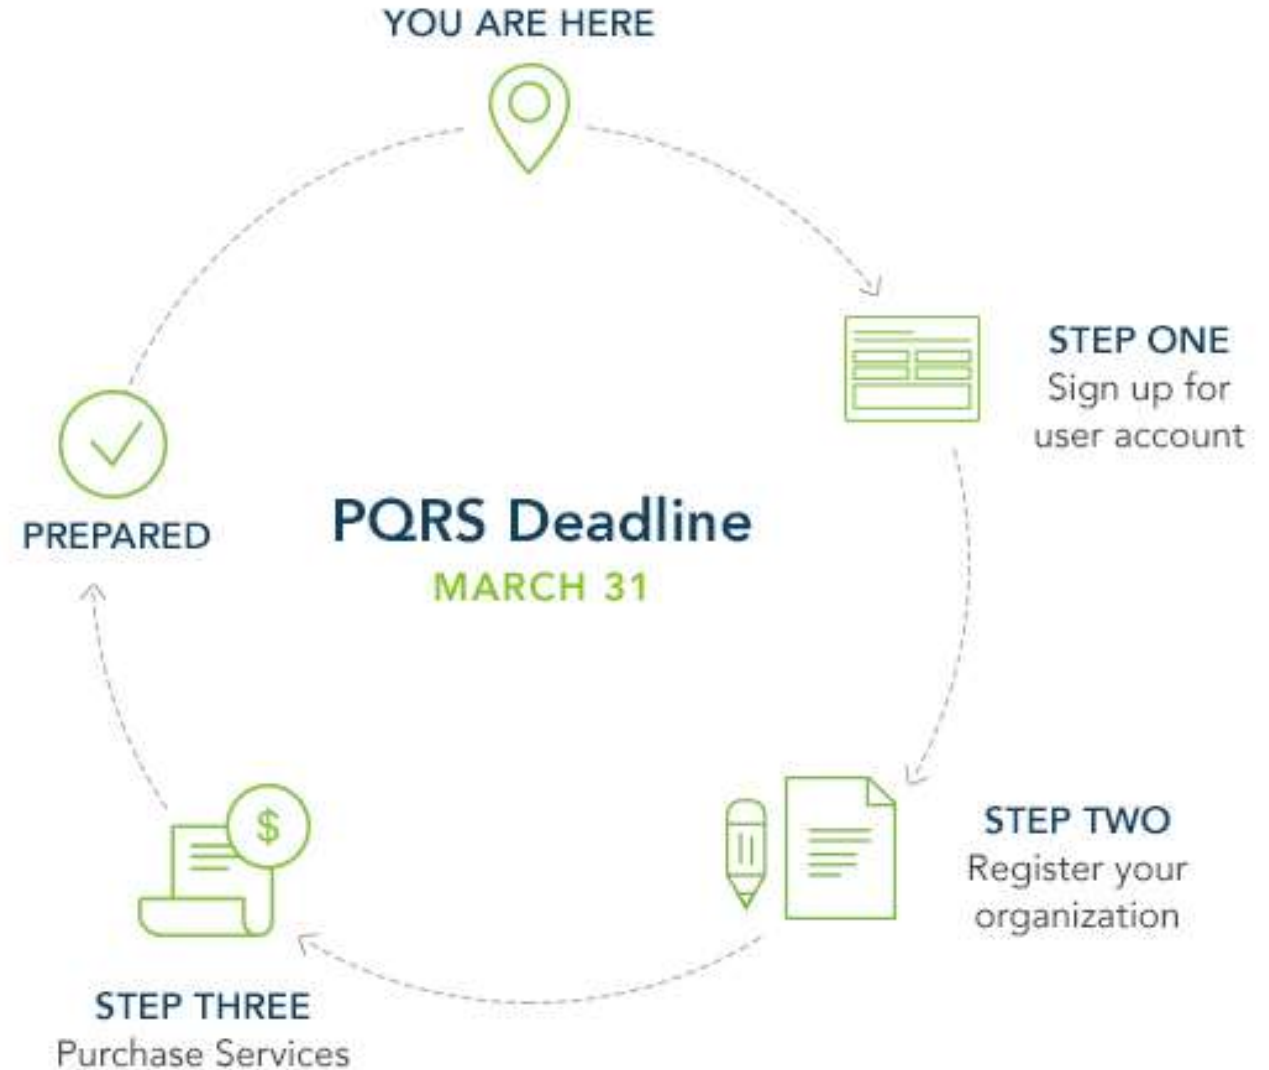 YOU ARE HERE
STEP ONE
Sign up for
user account
PREPARED
PQRS Deadline
MARCH 31
$
STEP TWO
Register your
organization
STEP THREE
Purchase Services